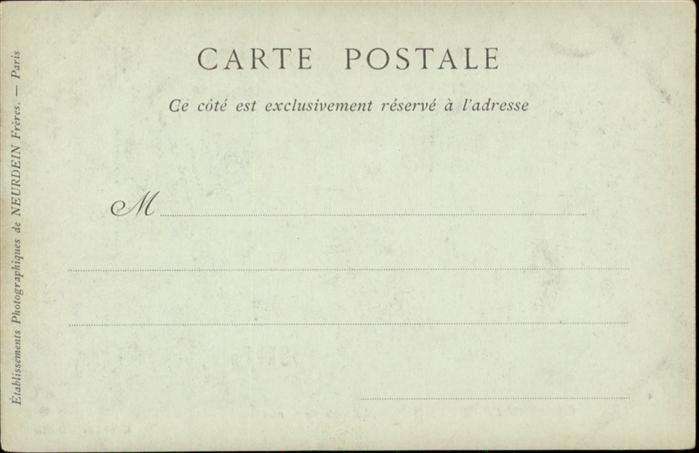 CARTE POSTALE
Ce côté est exclusivement réservé à l'adresse
M
Établissements Photographiques de NEURDEIN Frères. — Paris